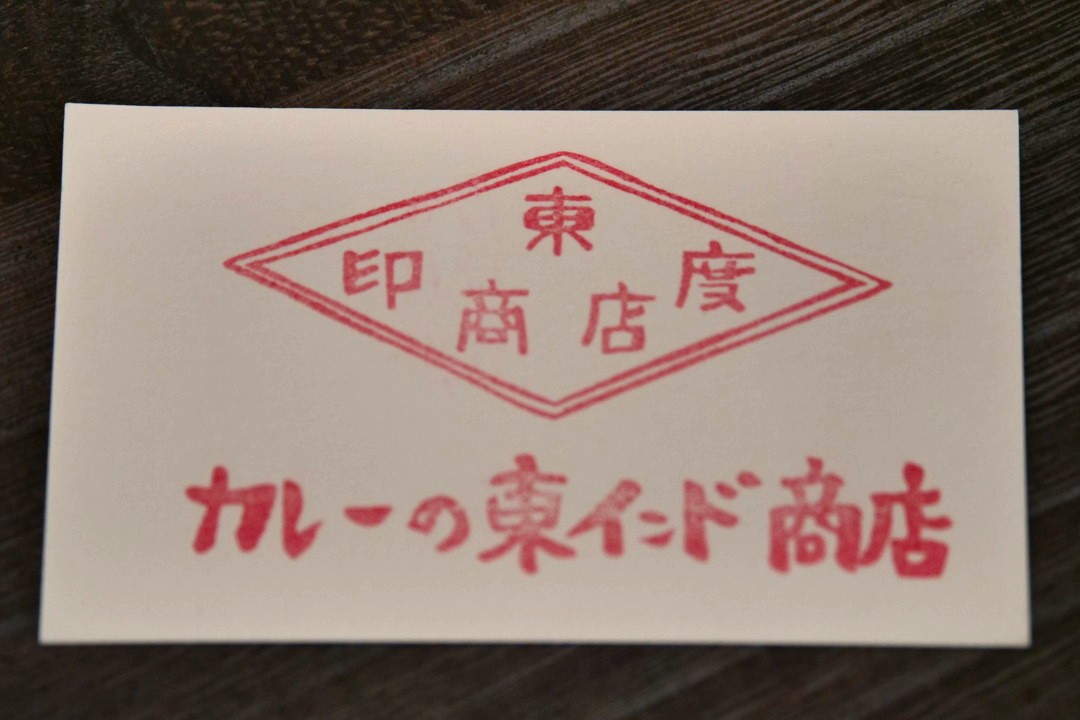 東
印度
商店
カレーの東インド商店